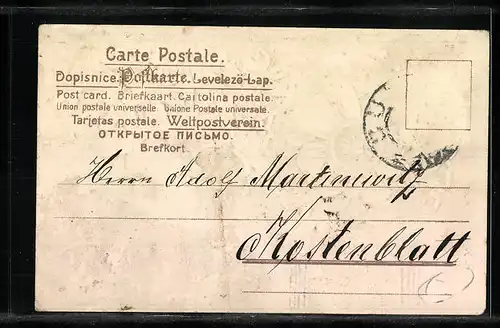 Carte Postale.
Dopisnice. Postkarte. Levelező-Lap.
Post card. Briefkaart. Cartolina postale.
Union postale universelle. Unione Postale universale.
Tarjetas postale. Weltpostverein.
ОТКРЫТОЕ ПИСЬМО.
Brefkort.
Herrn Adolf Martinowitz
Kostenblatt